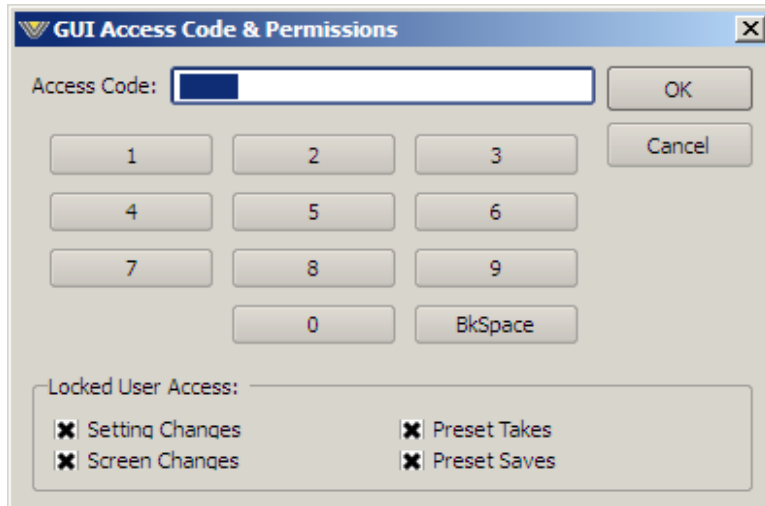 GUI Access Code & Permissions
Access Code:
OK
Cancel
1 2 3
4 5 6
7 8 9
0 BkSpace
Locked User Access:
Setting Changes Preset Takes
Screen Changes Preset Saves